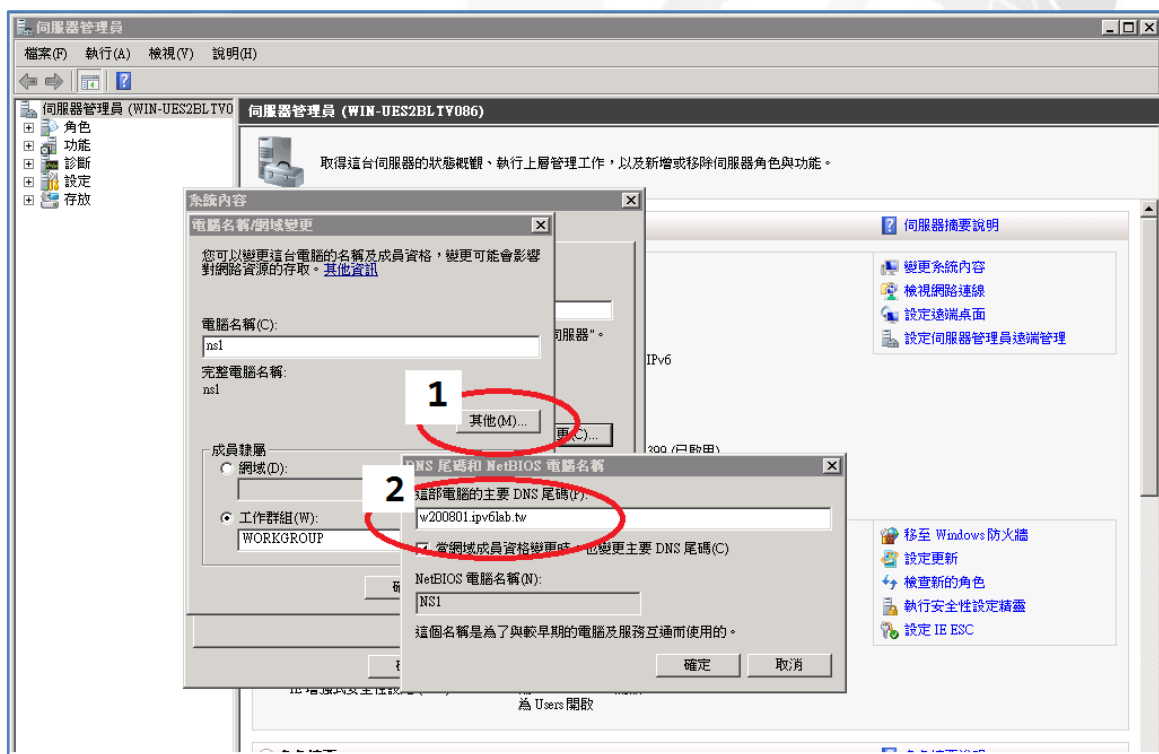 伺服器管理員
檔案(F) 執行(A) 檢視(V) 說明(H)
伺服器管理員 (WIN-UES2BLTV0
角色
功能
診斷
設定
存放
伺服器管理員 (WIN-UES2BLTV086)
取得這台伺服器的狀態概觀、執行上層管理工作，以及新增或移除伺服器角色與功能。
系統內容
電腦名稱/網域變更
您可以變更這台電腦的名稱及成員資格，變更可能會影響
對網路資源的存取。其他資訊
電腦名稱(C):
ns1
完整電腦名稱:
ns1
1
其他(M)...
成員隸屬
網域(D):
工作群組(W):
WORKGROUP
伺服器"。
更(C)...
IPv6
2
DNS 尾碼和 NetBIOS 電腦名稱
這部電腦的主要 DNS 尾碼(P):
w200801.ipv6lab.tw
當網域成員資格變更時，也變更主要 DNS 尾碼(C)
NetBIOS 電腦名稱(N):
NS1
這個名稱是為了與較早期的電腦及服務互通而使用的。
確定 取消
為 Users 開啟
伺服器摘要說明
變更系統內容
檢視網路連線
設定遠端桌面
設定伺服器管理員遠端管理
移至 Windows 防火牆
設定更新
檢查新的角色
執行安全性設定精靈
設定 IE ESC